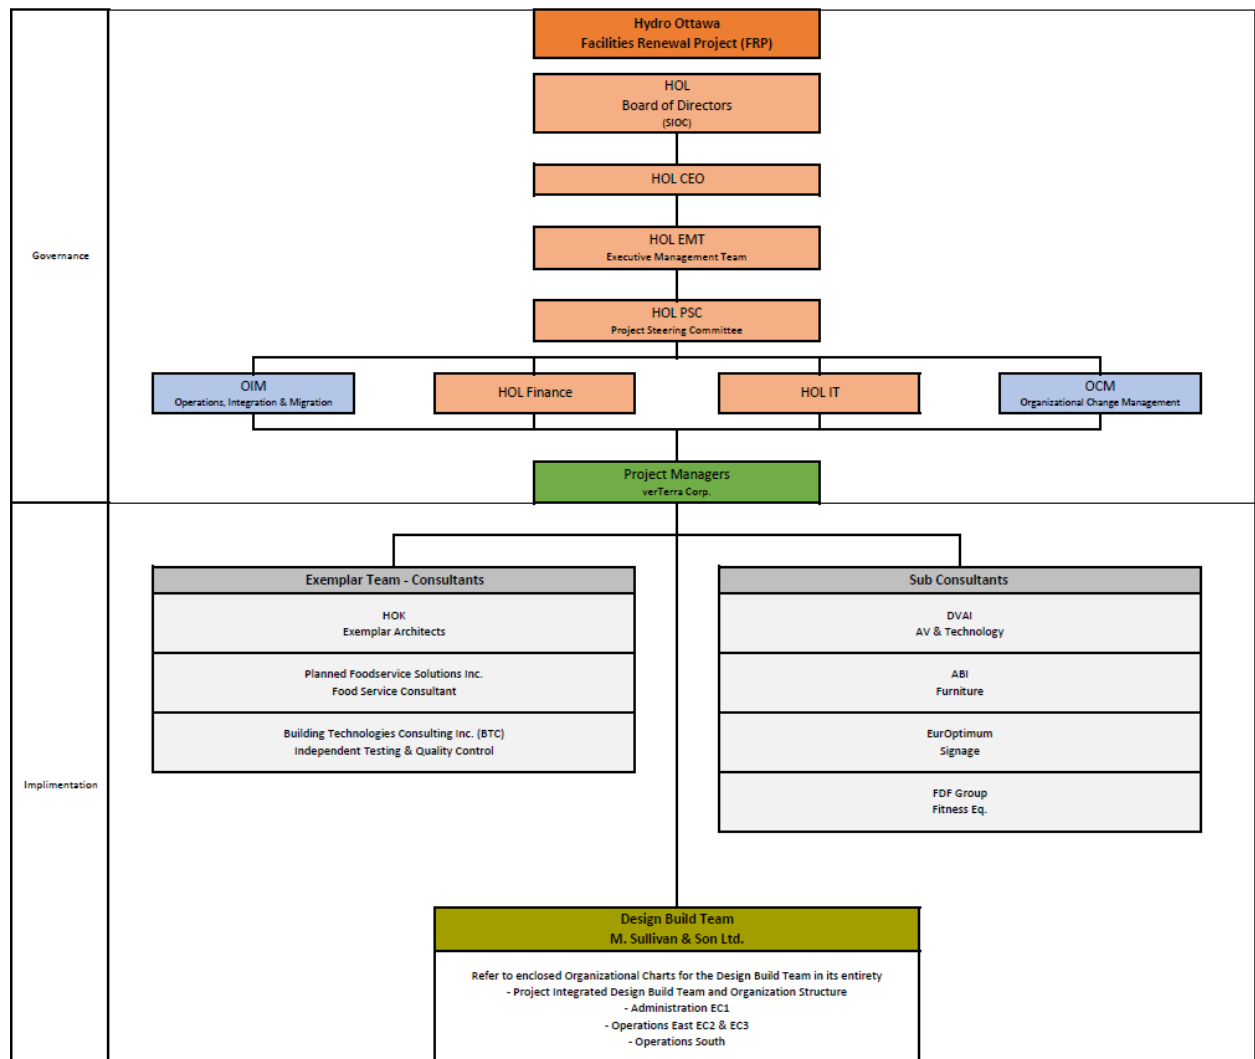 Hydro Ottawa
Facilities Renewal Project (FRP)
HOL
Board of Directors
(SIOC)
HOL CEO
Governance
HOL EMT
Executive Management Team
HOL PSC
Project Steering Committee
OIM
Operations, Integration & Migration
HOL Finance
HOL IT
OCM
Organizational Change Management
Project Managers
verTerra Corp.
Implimentation
Exemplar Team - Consultants
HOK
Exemplar Architects
Planned Foodservice Solutions Inc.
Food Service Consultant
Building Technologies Consulting Inc. (BTC)
Independent Testing & Quality Control
Sub Consultants
DVAI
AV & Technology
ABI
Furniture
EurOptimum
Signage
FDF Group
Fitness Eq.
Design Build Team
M. Sullivan & Son Ltd.
Refer to enclosed Organizational Charts for the Design Build Team in its entirety
- Project Integrated Design Build Team and Organization Structure
- Administration EC1
- Operations East EC2 & EC3
- Operations South